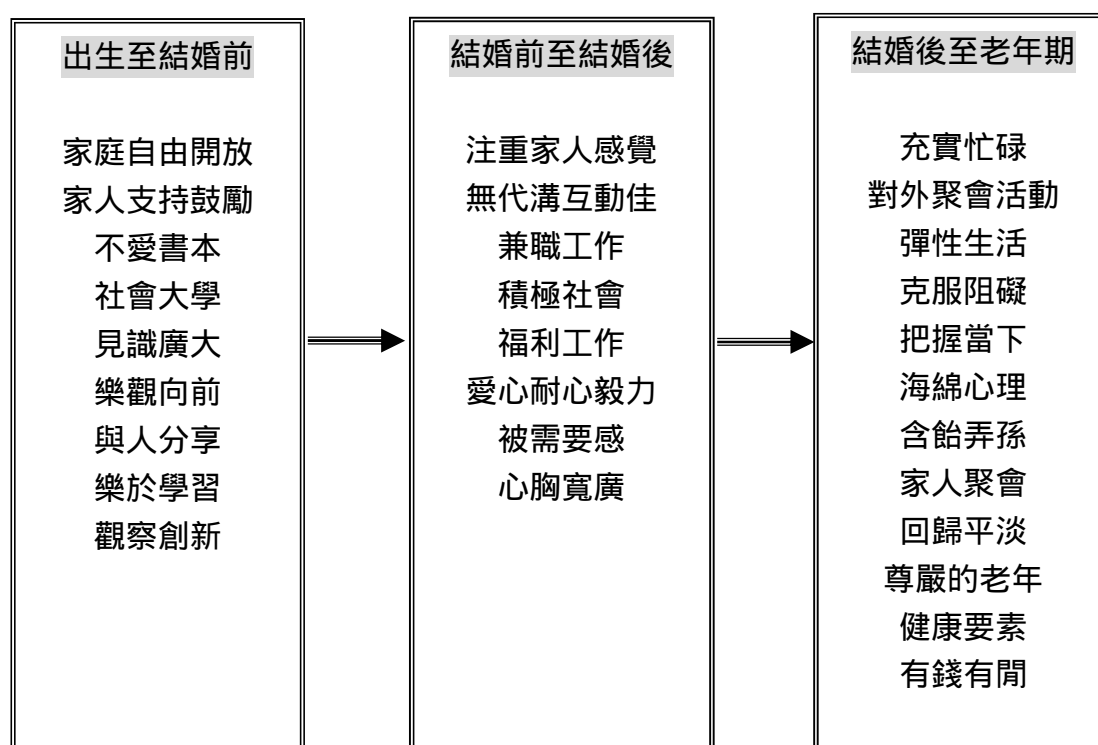 出生至結婚前
家庭自由開放
家人支持鼓勵
不愛書本
社會大學
見識廣大
樂觀向前
與人分享
樂於學習
觀察創新
結婚前至結婚後
注重家人感覺
無代溝互動佳
兼職工作
積極社會
福利工作
愛心耐心毅力
被需要感
心胸寬廣
結婚後至老年期
充實忙碌
對外聚會活動
彈性生活
克服阻礙
把握當下
海綿心理
含飴弄孫
家人聚會
回歸平淡
尊嚴的老年
健康要素
有錢有閒